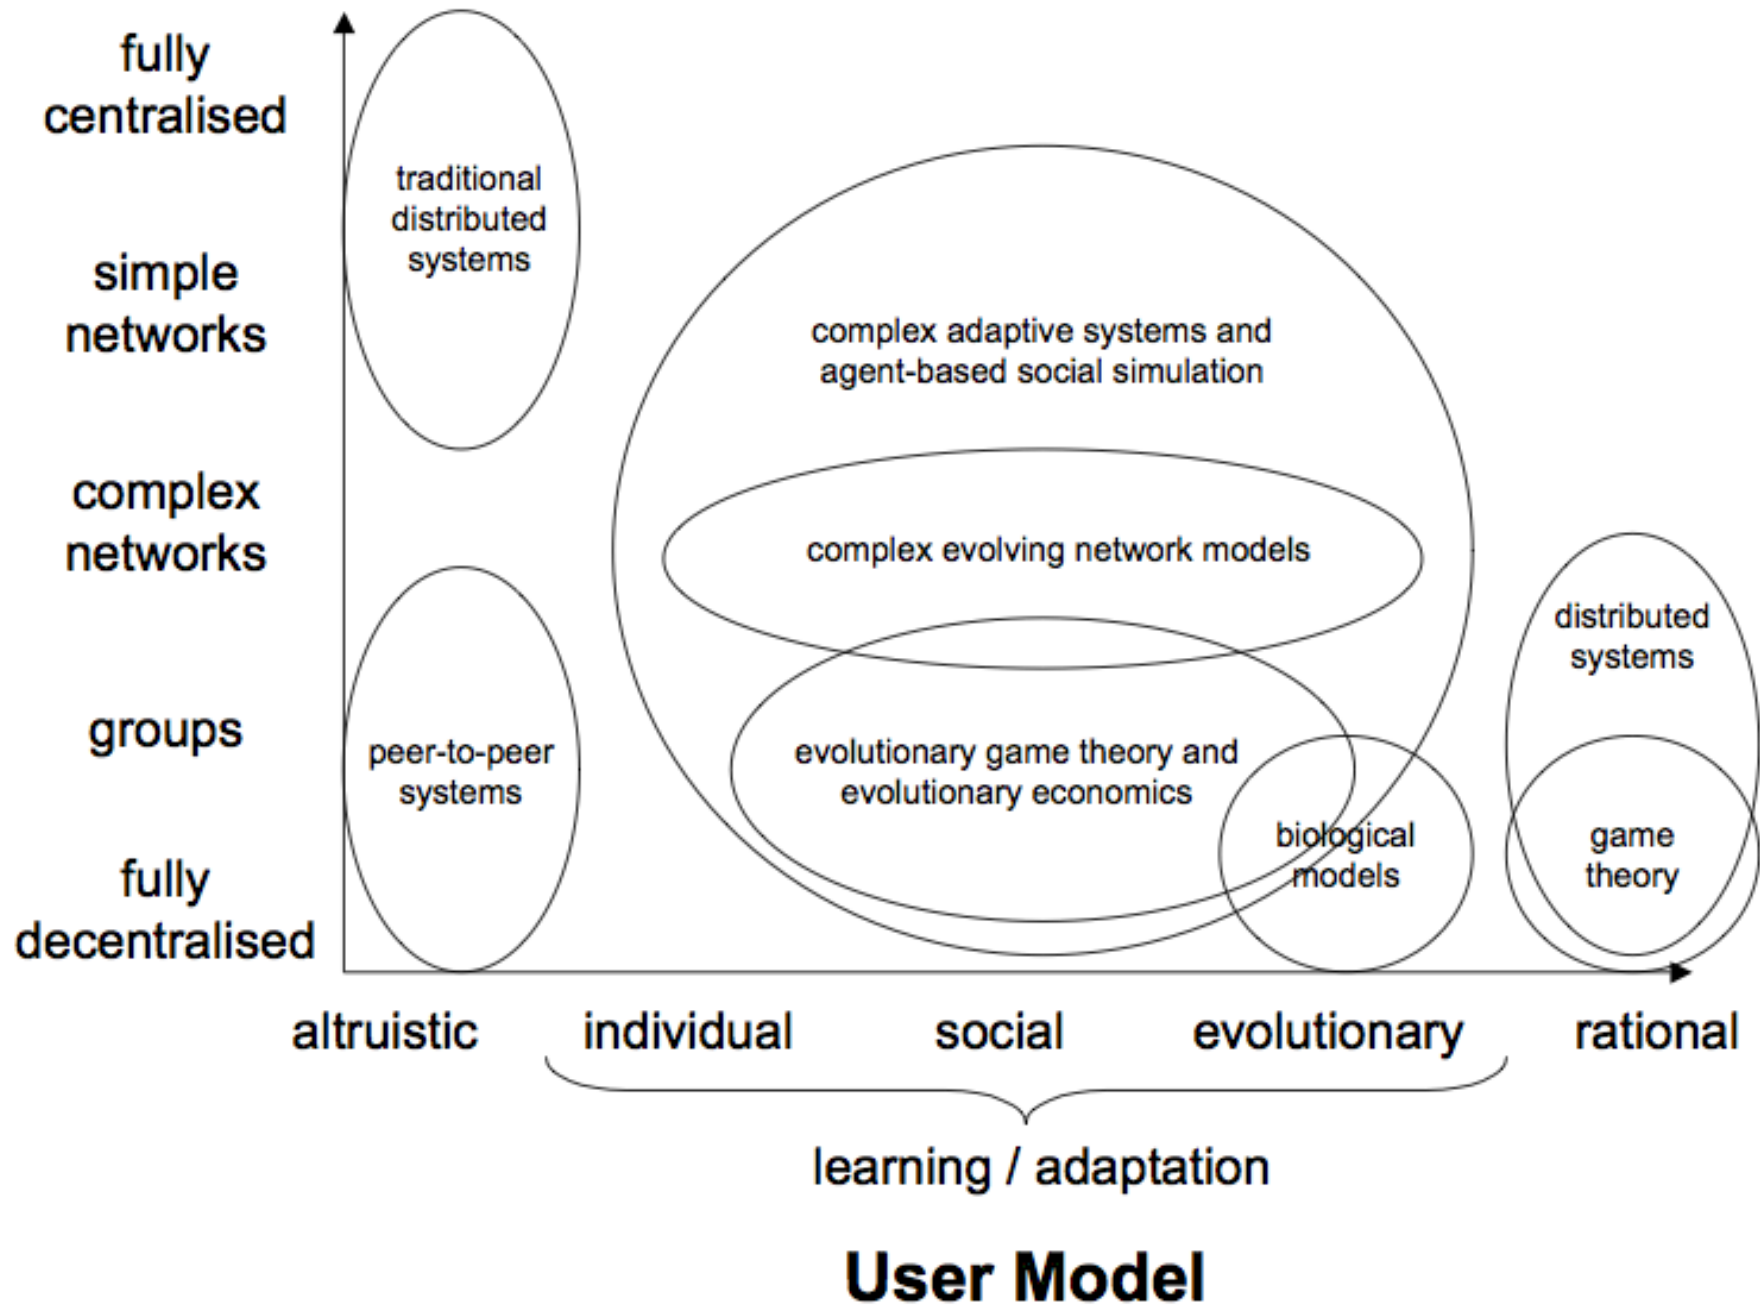 fully
centralised
simple
networks
complex
networks
groups
fully
decentralised
traditional
distributed
systems
peer-to-peer
systems
complex adaptive systems and
agent-based social simulation
complex evolving network models
evolutionary game theory and
evolutionary economics
biological
models
distributed
systems
game
theory
altruistic
individual
social
evolutionary
rational
learning / adaptation
User Model